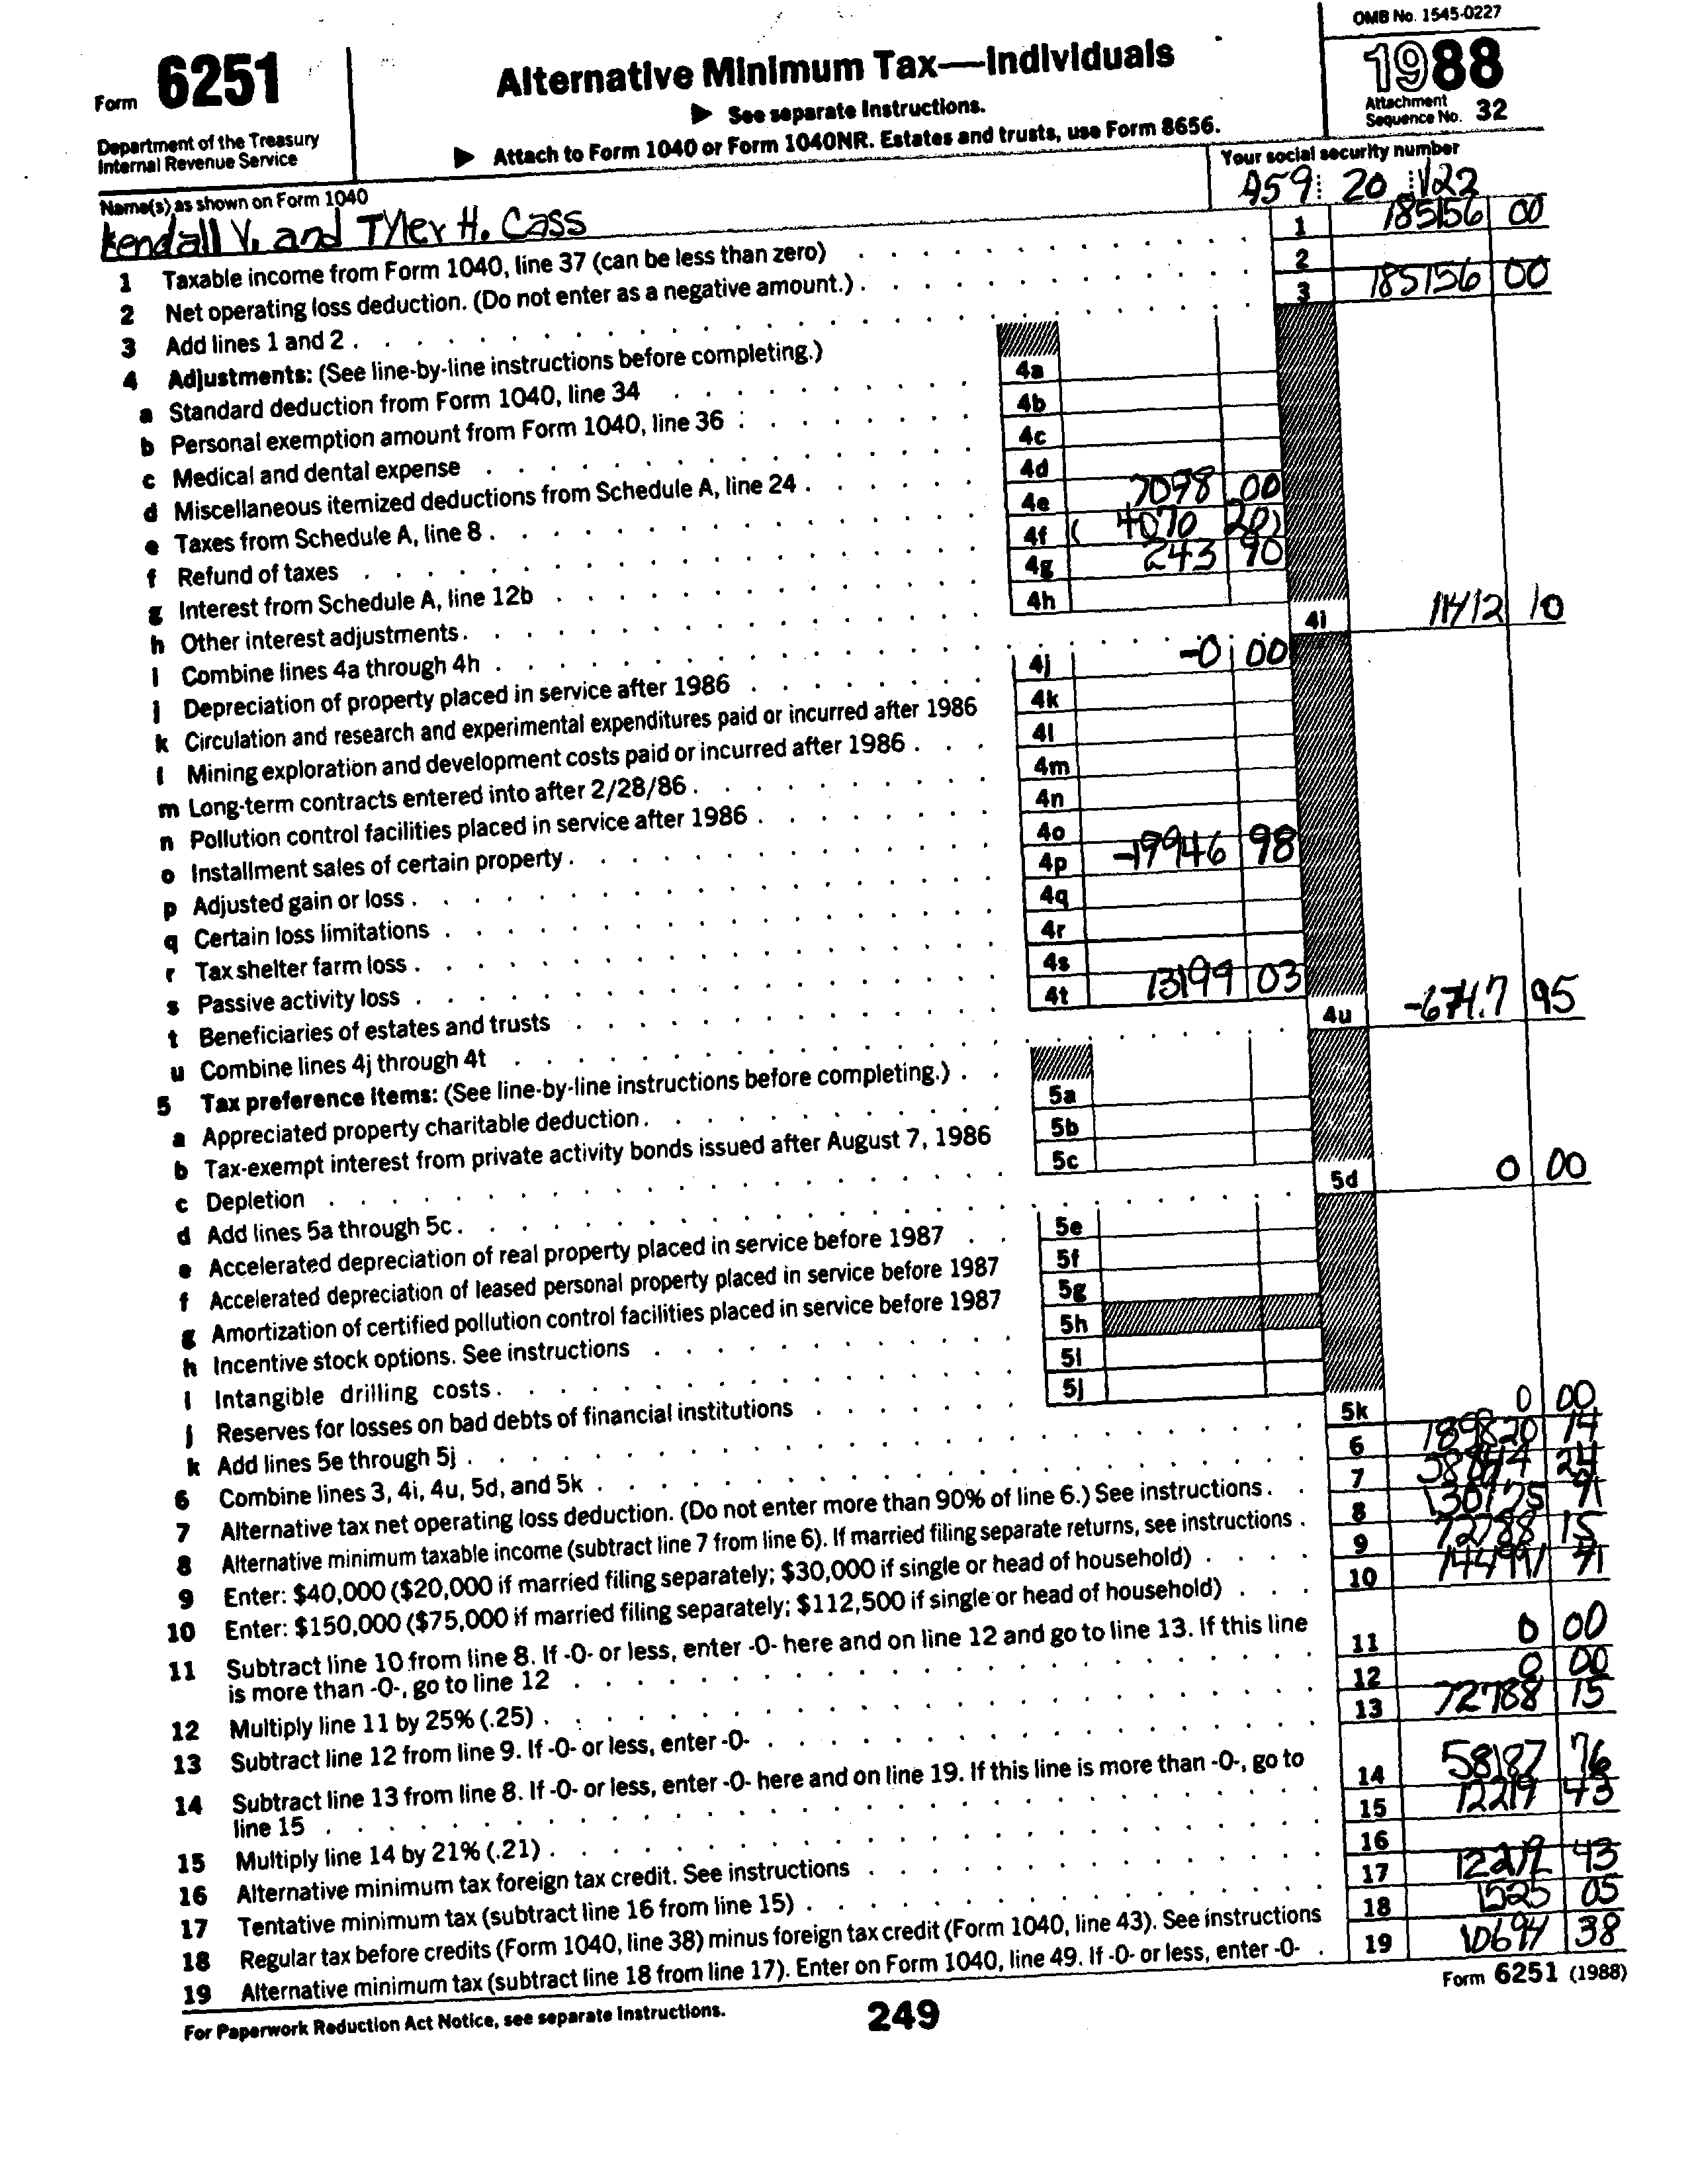 Form 6251
Department of the Treasury
Internal Revenue Service
Alternative Minimum Tax—Individuals
▶ See separate Instructions.
▶ Attach to Form 1040 or Form 1040NR. Estates and trusts, use Form 8656.
OMB No. 1545-0227
1988
Attachment
Sequence No. 32
Name(s) as shown on Form 1040
Kendall V. and Tyler H. Cass
Your social security number
A59 20 1V22
1 Taxable income from Form 1040, line 37 (can be less than zero) 1 185156 00
2 Net operating loss deduction. (Do not enter as a negative amount.) 2
3 Add lines 1 and 2 3 185156 00
4 Adjustments: (See line-by-line instructions before completing.)
a Standard deduction from Form 1040, line 34 4a
b Personal exemption amount from Form 1040, line 36 4b
c Medical and dental expense 4c
d Miscellaneous itemized deductions from Schedule A, line 24 4d
e Taxes from Schedule A, line 8 4e 7098 00
f Refund of taxes 4f ( 4070 20)
g Interest from Schedule A, line 12b 4g 243 90
h Other interest adjustments 4h
i Combine lines 4a through 4h 4i 11412 10
j Depreciation of property placed in service after 1986 4j -0 00
k Circulation and research and experimental expenditures paid or incurred after 1986 4k
l Mining exploration and development costs paid or incurred after 1986 4l
m Long-term contracts entered into after 2/28/86 4m
n Pollution control facilities placed in service after 1986 4n
o Installment sales of certain property 4o
p Adjusted gain or loss 4p -19946 98
q Certain loss limitations 4q
r Tax shelter farm loss 4r
s Passive activity loss 4s
t Beneficiaries of estates and trusts 4t 13199 03
u Combine lines 4j through 4t 4u -6747 95
5 Tax preference items: (See line-by-line instructions before completing.)
a Appreciated property charitable deduction 5a
b Tax-exempt interest from private activity bonds issued after August 7, 1986 5b
c Depletion 5c
d Add lines 5a through 5c 5d 0 00
e Accelerated depreciation of real property placed in service before 1987 5e
f Accelerated depreciation of leased personal property placed in service before 1987 5f
g Amortization of certified pollution control facilities placed in service before 1987 5g
h Incentive stock options. See instructions 5h
i Intangible drilling costs 5i
j Reserves for losses on bad debts of financial institutions 5j
k Add lines 5e through 5j 5k 0 00
6 Combine lines 3, 4i, 4u, 5d, and 5k 6 189820 14
7 Alternative tax net operating loss deduction. (Do not enter more than 90% of line 6.) See instructions 7 24
8 Alternative minimum taxable income (subtract line 7 from line 6). If married filing separate returns, see instructions 8 91
9 Enter: $40,000 ($20,000 if married filing separately; $30,000 if single or head of household) 9 72788 15
10 Enter: $150,000 ($75,000 if married filing separately; $112,500 if single or head of household) 10 144991 71
11 Subtract line 10 from line 8. If -0- or less, enter -0- here and on line 12 and go to line 13. If this line
is more than -0-, go to line 12 11 0 00
12 Multiply line 11 by 25% (.25) 12 0 00
13 Subtract line 12 from line 9. If -0- or less, enter -0- 13 72788 15
14 Subtract line 13 from line 8. If -0- or less, enter -0- here and on line 19. If this line is more than -0-, go to
line 15 14 58187 76
15 Multiply line 14 by 21% (.21) 15 12219 43
16 Alternative minimum tax foreign tax credit. See instructions 16
17 Tentative minimum tax (subtract line 16 from line 15) 17 12219 43
18 Regular tax before credits (Form 1040, line 38) minus foreign tax credit (Form 1040, line 43). See instructions 18 1525 05
19 Alternative minimum tax (subtract line 18 from line 17). Enter on Form 1040, line 49. If -0- or less, enter -0- 19 10694 38
For Paperwork Reduction Act Notice, see separate Instructions.
249
Form 6251 (1988)